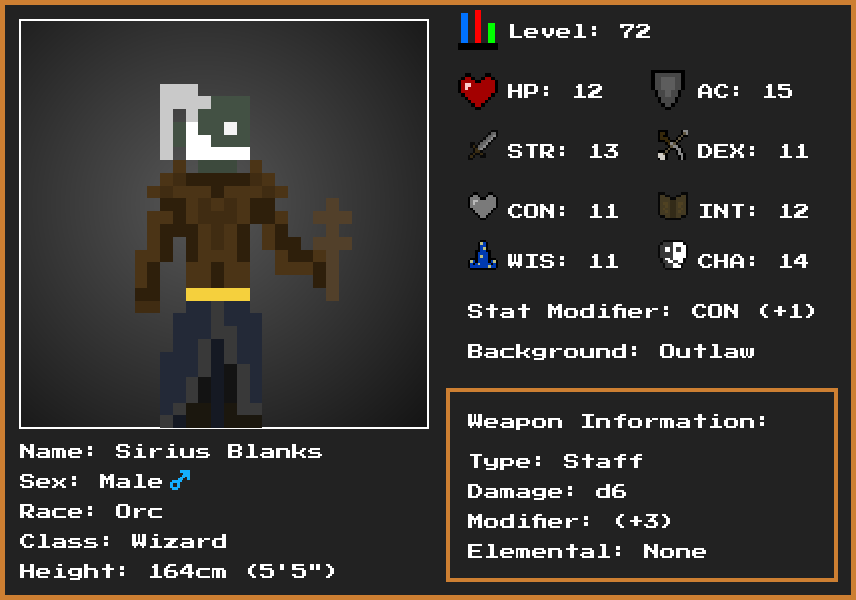 Level: 72
HP: 12 AC: 15
STR: 13 DEX: 11
CON: 11 INT: 12
WIS: 11 CHA: 14
Stat Modifier: CON (+1)
Background: Outlaw
Weapon Information:
Type: Staff
Damage: d6
Modifier: (+3)
Elemental: None
Name: Sirius Blanks
Sex: Male♂
Race: Orc
Class: Wizard
Height: 164cm (5'5")